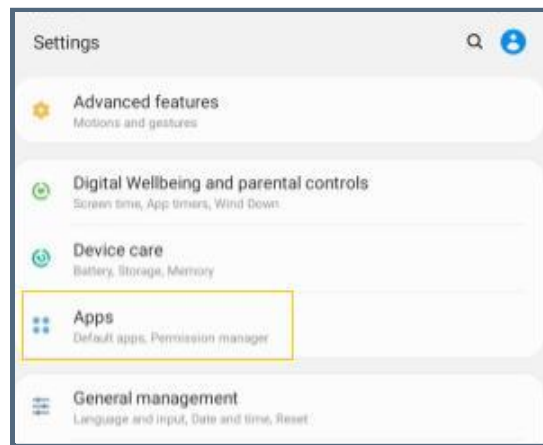 Settings
Advanced features
Motions and gestures
Digital Wellbeing and parental controls
Screen time, App timers, Wind Down
Device care
Battery, Storage, Memory
Apps
Default apps, Permission manager
General management
Language and input, Date and time, Reset